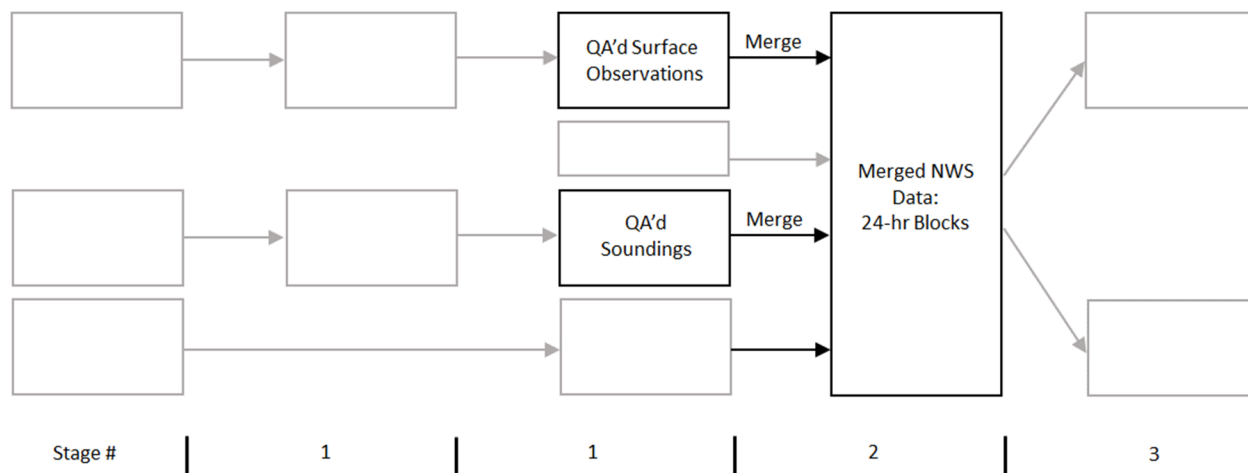 QA'd Surface
Observations
Merge
QA'd
Soundings
Merge
Merged NWS
Data:
24-hr Blocks
Stage #
1
1
2
3